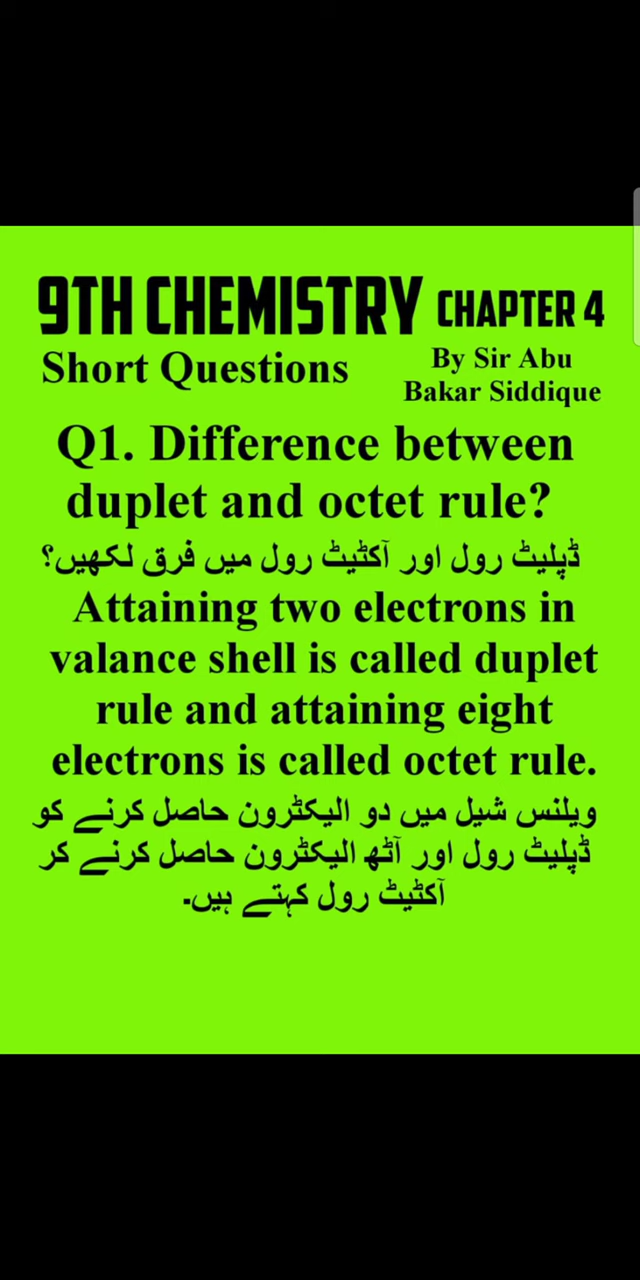 9TH CHEMISTRY CHAPTER 4
Short Questions
By Sir Abu
Bakar Siddique
Q1. Difference between
duplet and octet rule?
ڈپلیٹ رول اور آکٹیٹ رول میں فرق لکھیں؟
Attaining two electrons in
valance shell is called duplet
rule and attaining eight
electrons is called octet rule.
ویلنس شیل میں دو الیکٹرون حاصل کرنے کو
ڈپلیٹ رول اور آٹھ الیکٹرون حاصل کرنے کر
آکٹیٹ رول کہتے ہیں۔